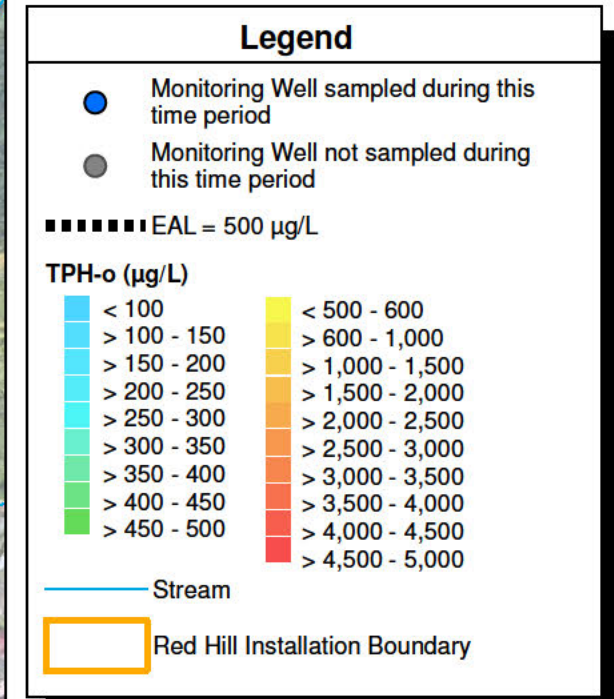 Legend
Monitoring Well sampled during this
time period
Monitoring Well not sampled during
this time period
EAL = 500 µg/L
TPH-o (µg/L)
< 100
> 100 - 150
> 150 - 200
> 200 - 250
> 250 - 300
> 300 - 350
> 350 - 400
> 400 - 450
> 450 - 500
< 500 - 600
> 600 - 1,000
> 1,000 - 1,500
> 1,500 - 2,000
> 2,000 - 2,500
> 2,500 - 3,000
> 3,000 - 3,500
> 3,500 - 4,000
> 4,000 - 4,500
> 4,500 - 5,000
Stream
Red Hill Installation Boundary